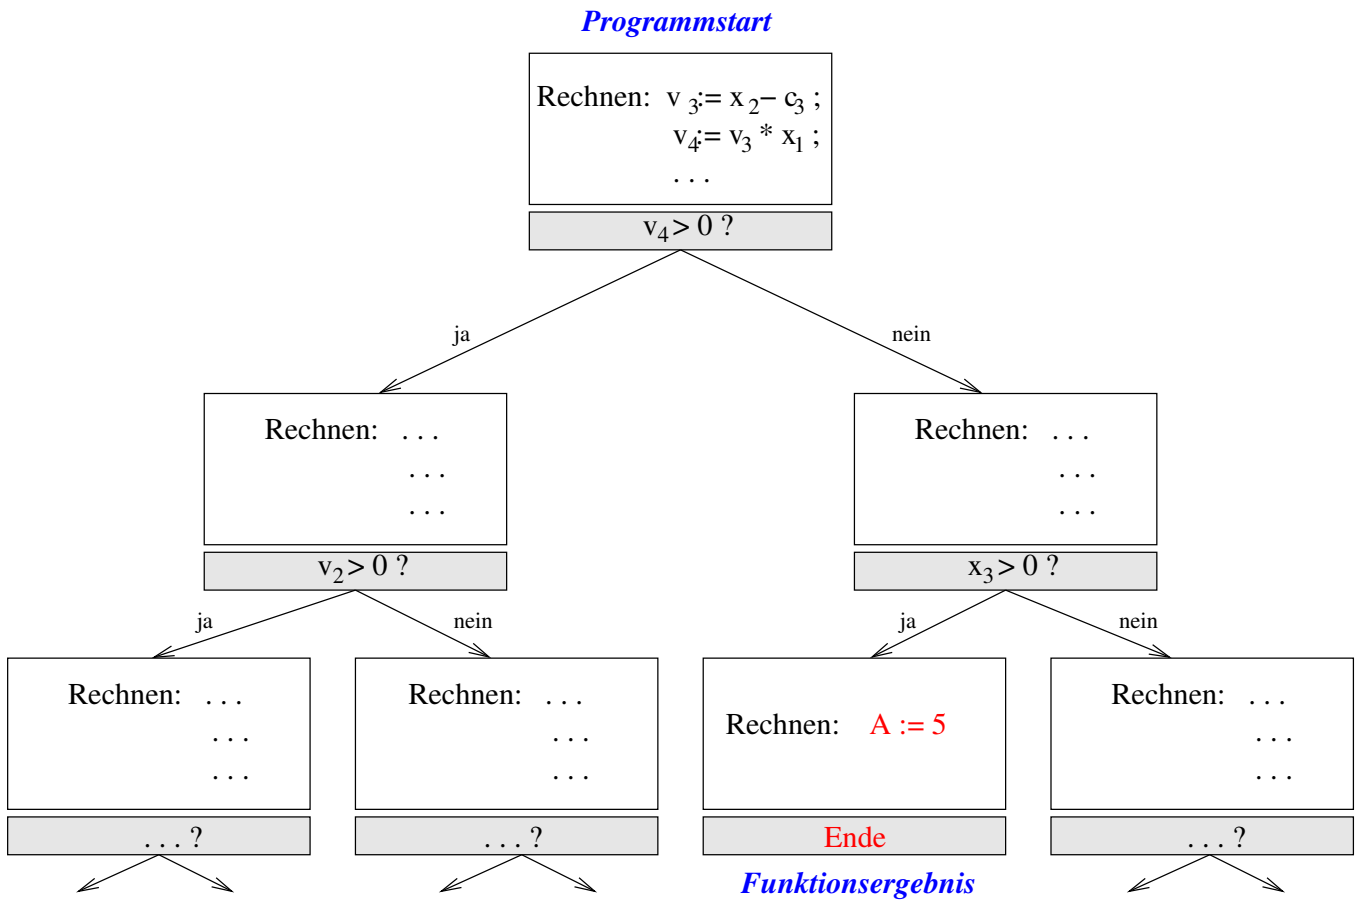 Programmstart
Rechnen: v₃:= x₂– c₃ ;
v₄:= v₃ * x₁ ;
. . .
v₄ > 0 ?
ja
nein
Rechnen: . . .
. . .
. . .
v₂ > 0 ?
Rechnen: . . .
. . .
. . .
x₃ > 0 ?
ja
nein
ja
nein
Rechnen: . . .
. . .
. . .
. . . ?
Rechnen: . . .
. . .
. . .
. . . ?
Rechnen: A := 5
Ende
Rechnen: . . .
. . .
. . .
. . . ?
Funktionsergebnis